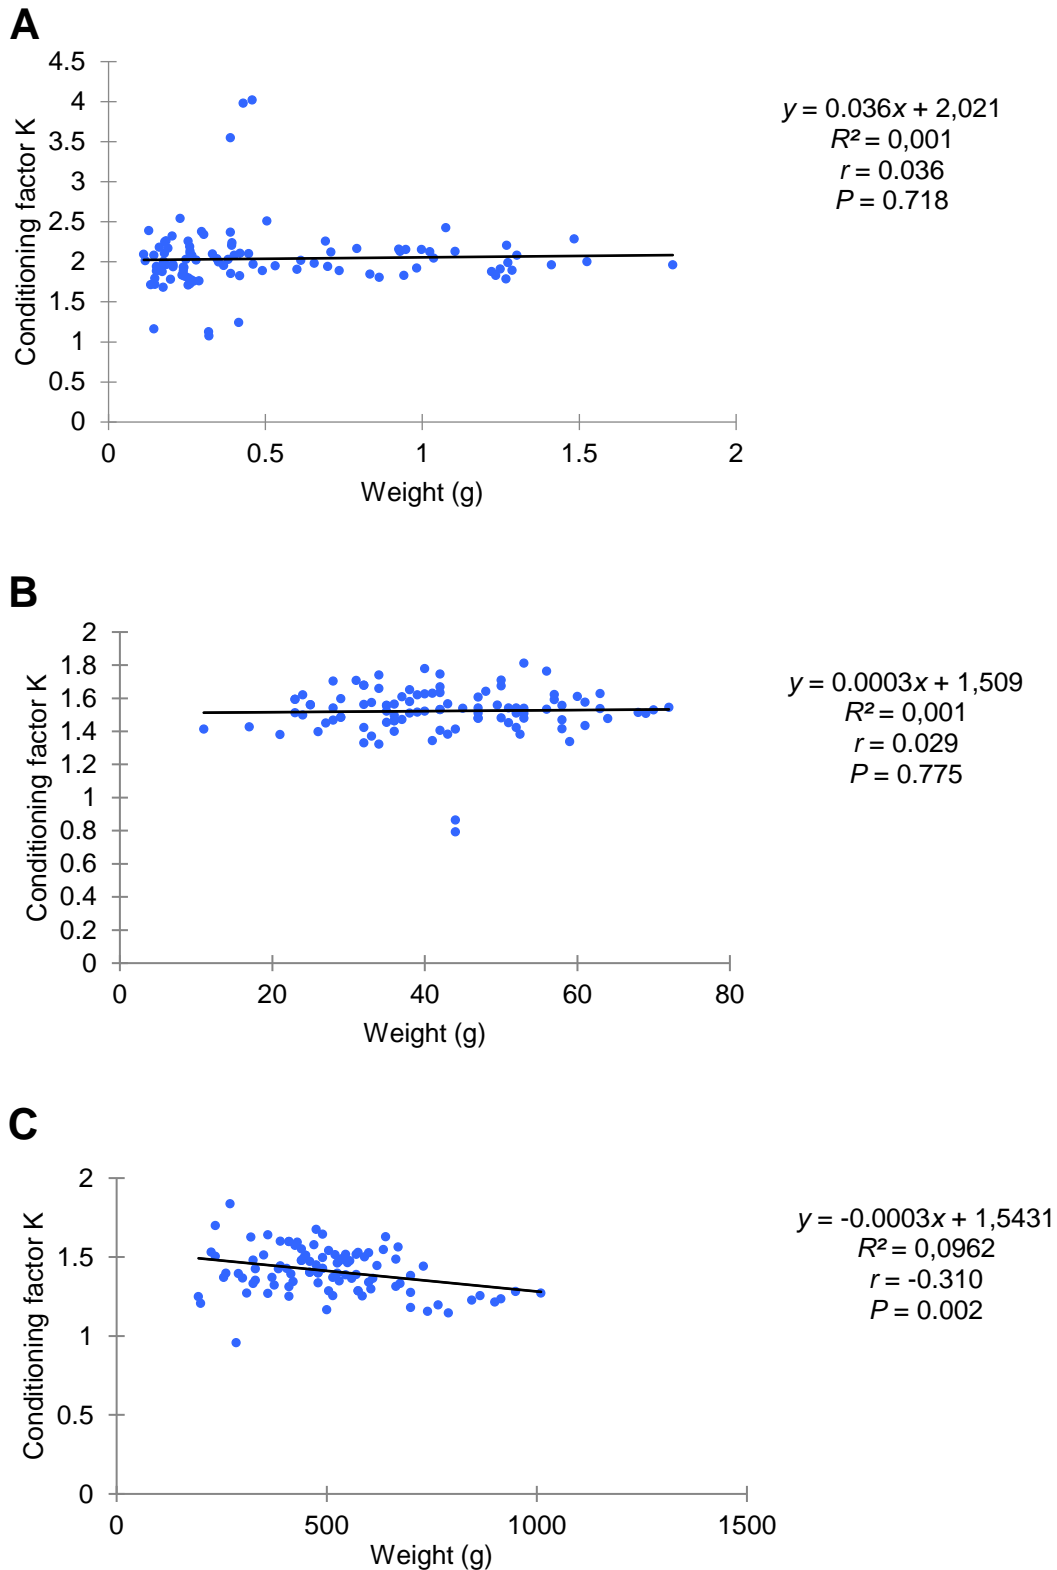 A
4.5
4
3.5
3
2.5
2
1.5
1
0.5
0
Conditioning factor K
0 0.5 1 1.5 2
Weight (g)
y = 0.036x + 2,021
R² = 0,001
r = 0.036
P = 0.718
B
2
1.8
1.6
1.4
1.2
1
0.8
0.6
0.4
0.2
0
Conditioning factor K
0 20 40 60 80
Weight (g)
y = 0.0003x + 1,509
R² = 0,001
r = 0.029
P = 0.775
C
2
1.5
1
0.5
0
Conditioning factor K
0 500 1000 1500
Weight (g)
y = -0.0003x + 1,5431
R² = 0,0962
r = -0.310
P = 0.002